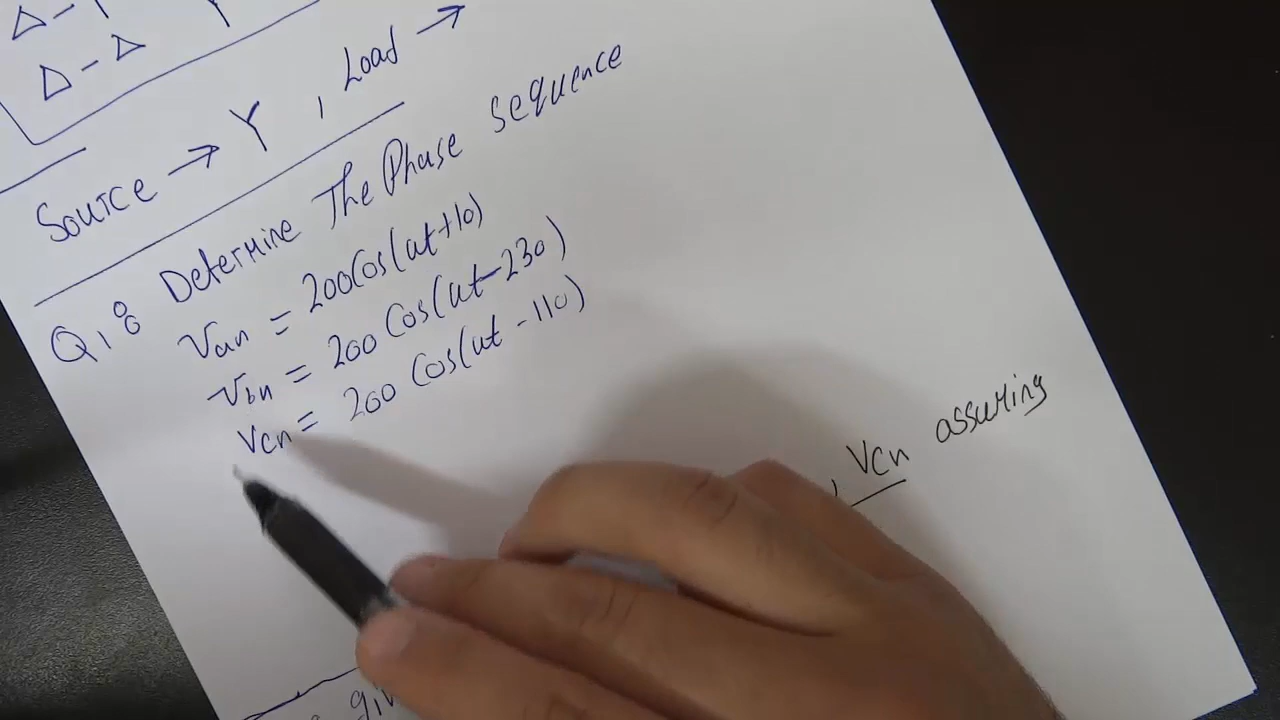 Δ-Y
Δ-Δ
Source → Y , Load →
Q1: Determine The Phase sequence
Van = 200 Cos(ωt+10)
Vbn = 200 Cos(ωt-230)
Vcn = 200 Cos(ωt-110)
, Vcn assuming